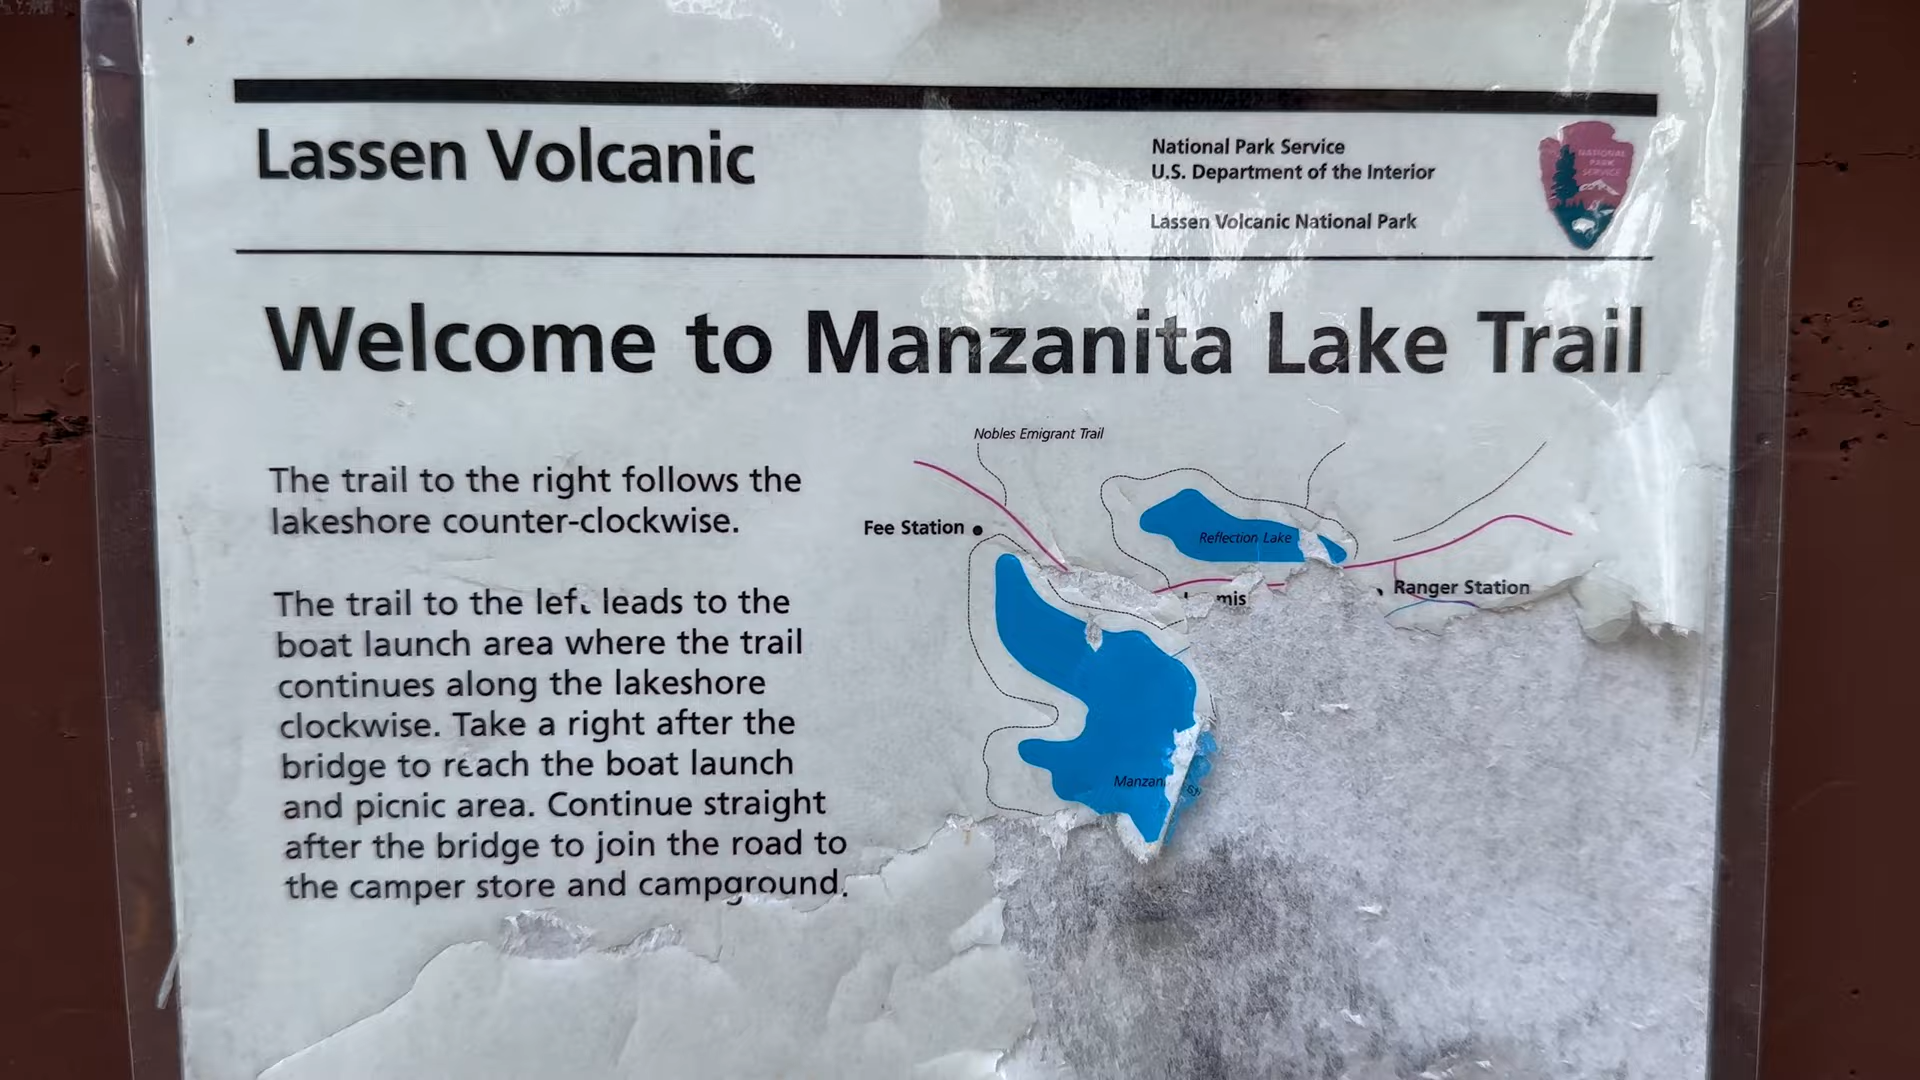 Lassen Volcanic
National Park Service
U.S. Department of the Interior
Lassen Volcanic National Park
NATIONAL
PARK
SERVICE
Welcome to Manzanita Lake Trail
The trail to the right follows the
lakeshore counter-clockwise.
The trail to the left leads to the
boat launch area where the trail
continues along the lakeshore
clockwise. Take a right after the
bridge to reach the boat launch
and picnic area. Continue straight
after the bridge to join the road to
the camper store and campground.
Nobles Emigrant Trail
Fee Station
Reflection Lake
Ranger Station
Manzan